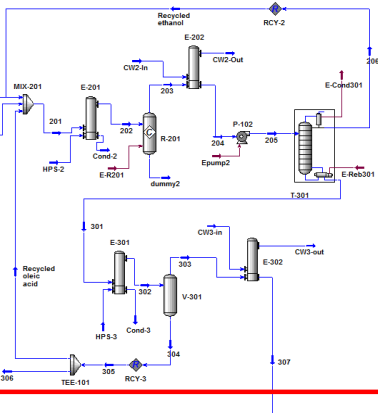 Recycled
ethanol
RCY-2
E-202
CW2-In
CW2-Out
E-Cond301
206
MIX-201
E-201
203
201
202
R-201
204
P-102
205
Cond-2
HPS-2
E-R201
dummy2
Epump2
E-Reb301
T-301
301
CW3-in
E-301
303
E-302
CW3-out
Recycled
oleic
acid
302
V-301
HPS-3
Cond-3
304
307
306
305
RCY-3
TEE-101